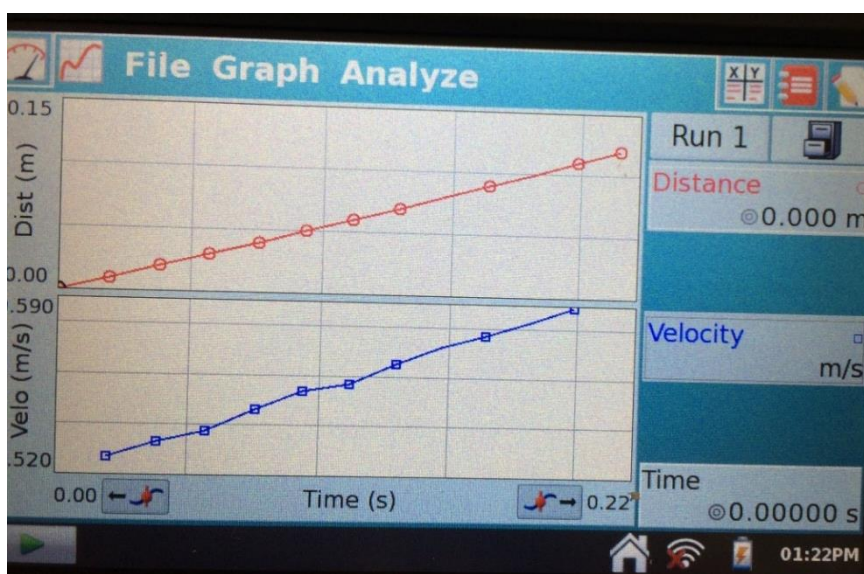 File Graph Analyze
X Y
0.15
Dist (m)
0.00
.590
Velo (m/s)
.520
0.00
Time (s)
0.22
Run 1
Distance
0.000 m
Velocity
m/s
Time
0.00000 s
01:22PM